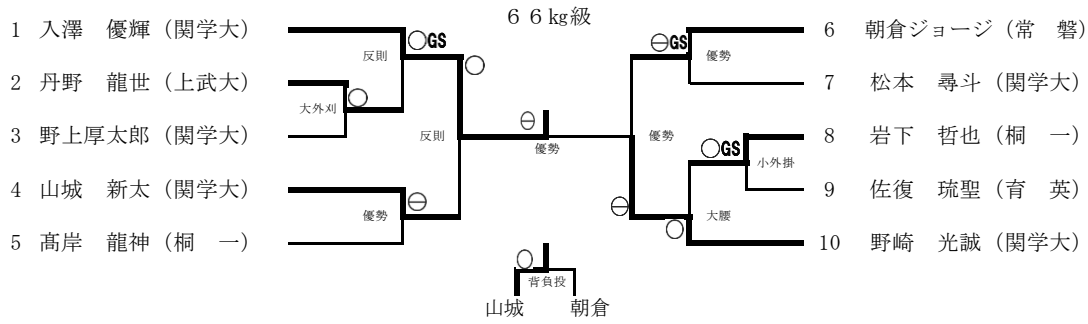 ６６kg級
1 入澤 優輝（関学大）
2 丹野 龍世（上武大）
3 野上厚太郎（関学大）
4 山城 新太（関学大）
5 髙岸 龍神（桐 一）
反則
○GS
大外刈
○
○
反則
優勢
⊖
⊖
優勢
6 朝倉ジョージ（常 磐）
7 松本 尋斗（関学大）
8 岩下 哲也（桐 一）
9 佐復 琉聖（育 英）
10 野崎 光誠（関学大）
⊖GS
優勢
優勢
○GS
小外掛
⊖
大腰
○
○
背負投
山城 朝倉